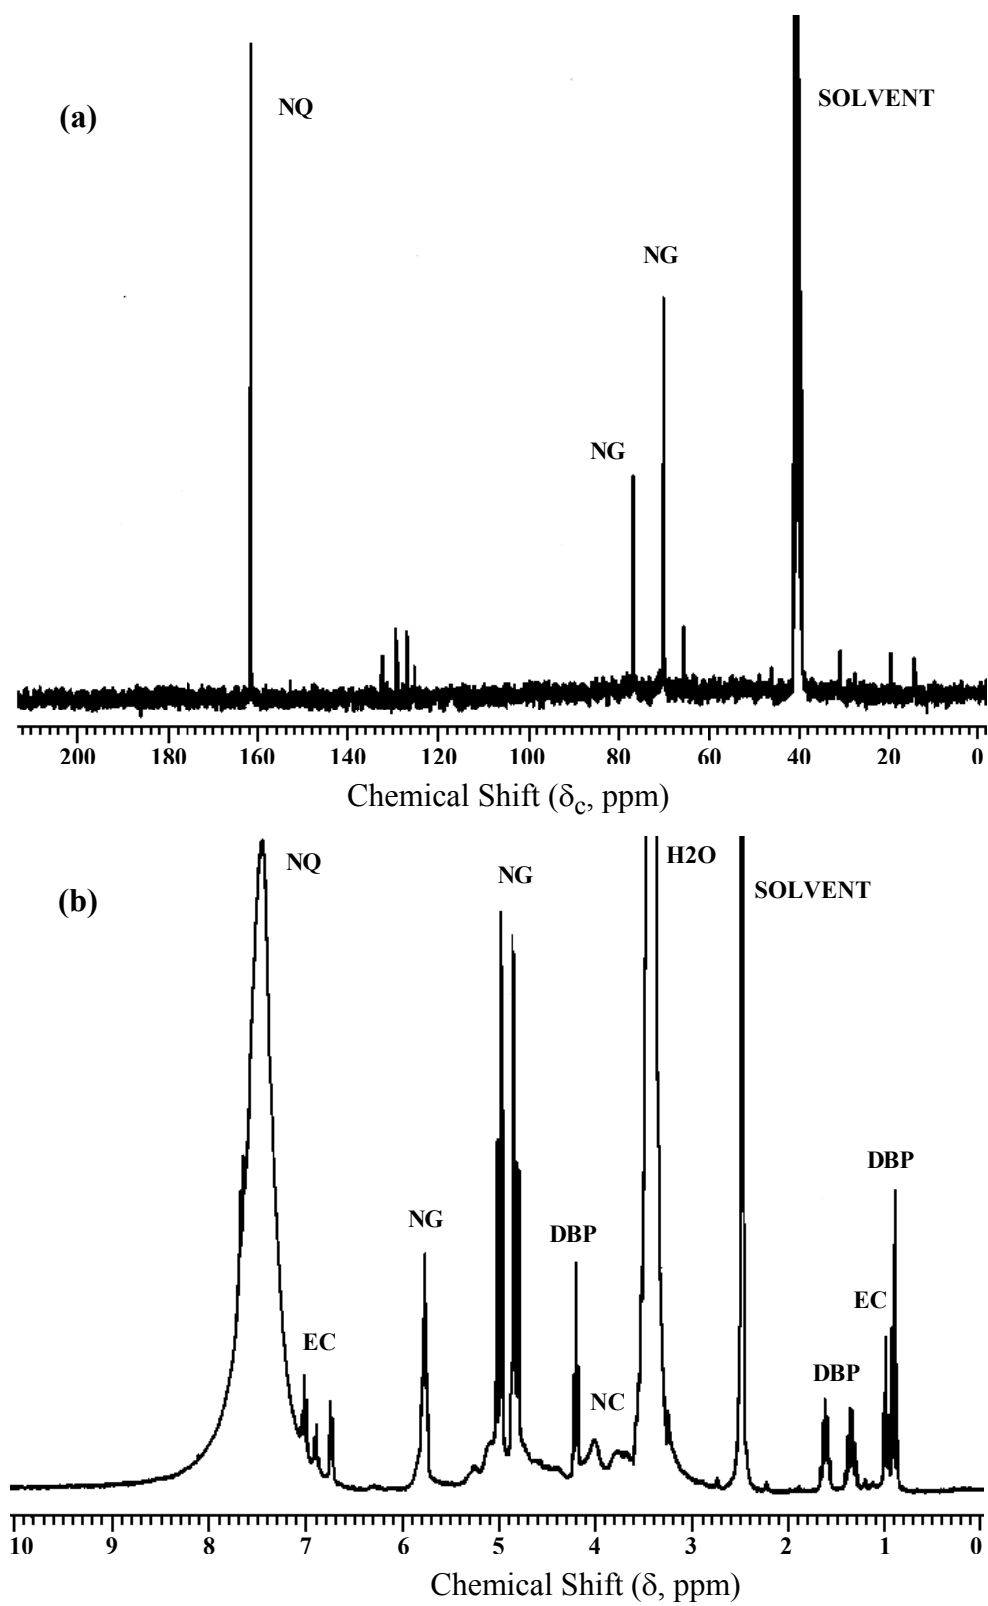 (a)
NQ
SOLVENT
NG
NG
200 180 160 140 120 100 80 60 40 20 0
Chemical Shift (δc, ppm)
(b)
NQ
NG
H2O
SOLVENT
DBP
NG
DBP
EC
EC
DBP
NC
10 9 8 7 6 5 4 3 2 1 0
Chemical Shift (δ, ppm)